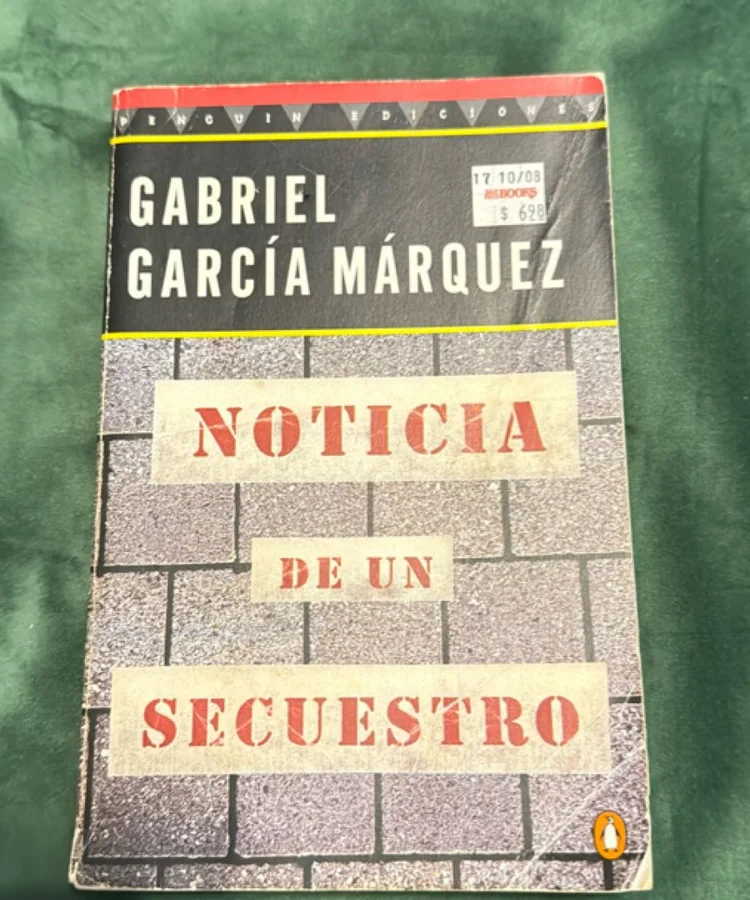 PENGUIN EDICIONES
GABRIEL
GARCÍA MÁRQUEZ
17 10/08
BOOKS
$ 698
NOTICIA
DE UN
SECUESTRO